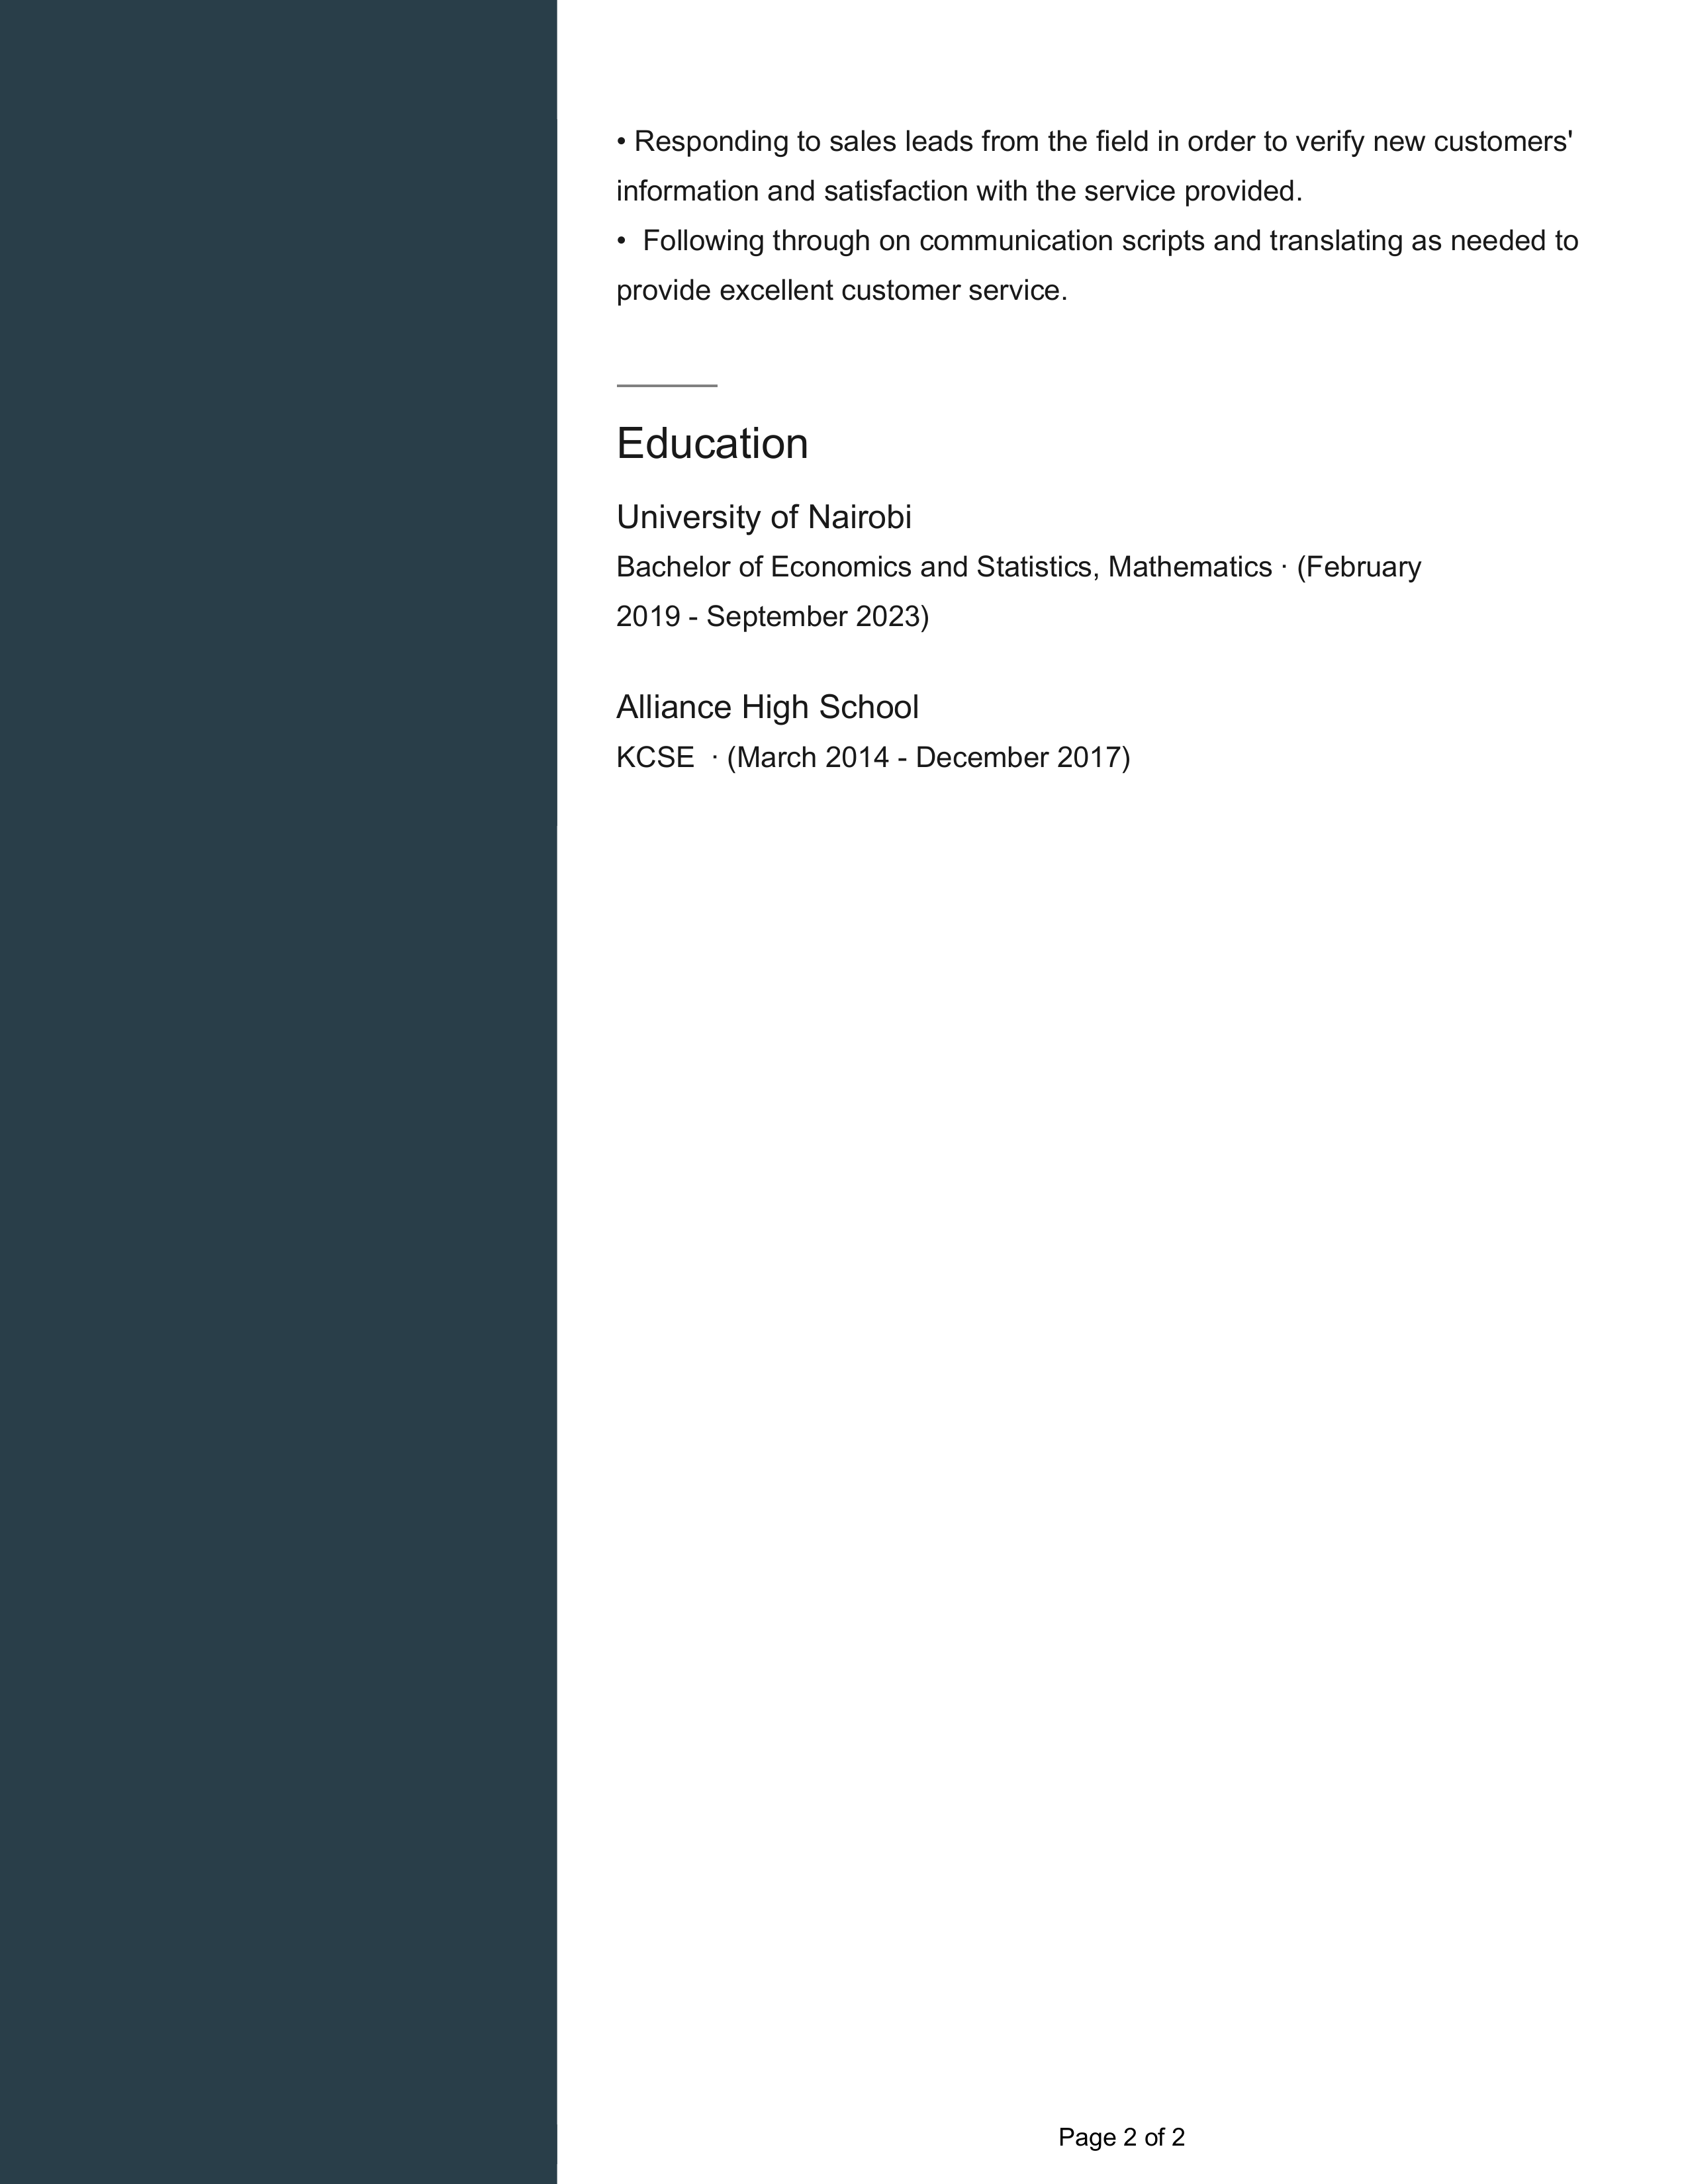 • Responding to sales leads from the field in order to verify new customers'
information and satisfaction with the service provided.
•  Following through on communication scripts and translating as needed to
provide excellent customer service.
Education
University of Nairobi
Bachelor of Economics and Statistics, Mathematics · (February
2019 - September 2023)
Alliance High School
KCSE  · (March 2014 - December 2017)
Page 2 of 2